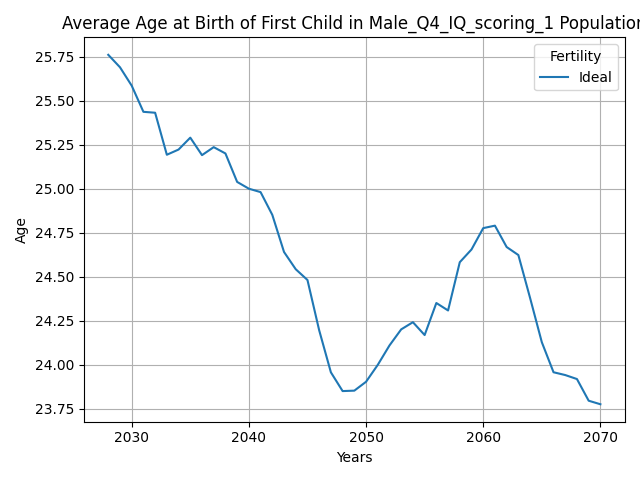 Average Age at Birth of First Child in Male_Q4_IQ_scoring_1 Population
Fertility
Ideal
25.75
25.50
25.25
25.00
24.75
24.50
24.25
24.00
23.75
Age
2030 2040 2050 2060 2070
Years